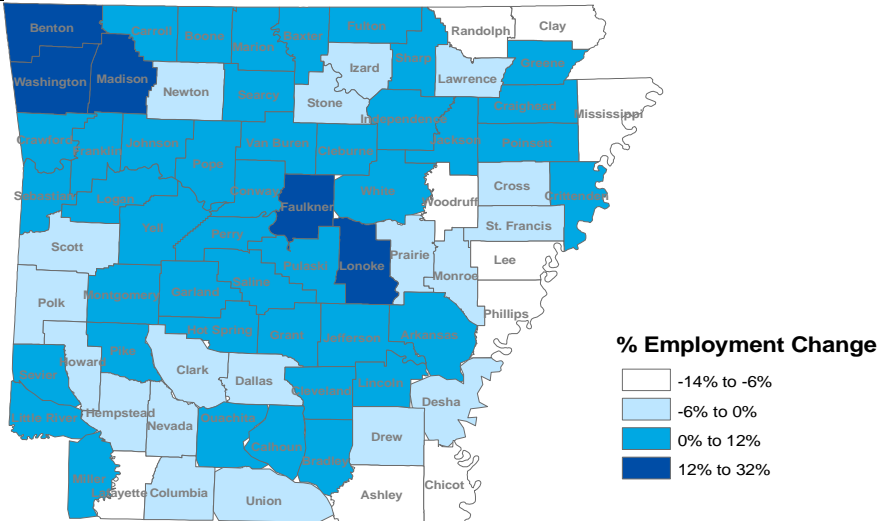 Benton
Carroll
Boone
Marion
Baxter
Fulton
Randolph
Clay
Washington
Madison
Newton
Searcy
Stone
Izard
Sharp
Lawrence
Greene
Independence
Craighead
Mississippi
Crawford
Franklin
Johnson
Pope
Van Buren
Cleburne
Jackson
Poinsett
Sebastian
Logan
Conway
Faulkner
White
Woodruff
Cross
Crittenden
Scott
Yell
Perry
Pulaski
Lonoke
Prairie
St. Francis
Lee
Monroe
Polk
Montgomery
Garland
Saline
Phillips
Hot Spring
Grant
Jefferson
Arkansas
Howard
Pike
Clark
Dallas
Cleveland
Lincoln
Desha
Sevier
Little River
Hempstead
Nevada
Ouachita
Calhoun
Bradley
Drew
Miller
Lafayette
Columbia
Union
Ashley
Chicot
% Employment Change
-14% to -6%
-6% to 0%
0% to 12%
12% to 32%